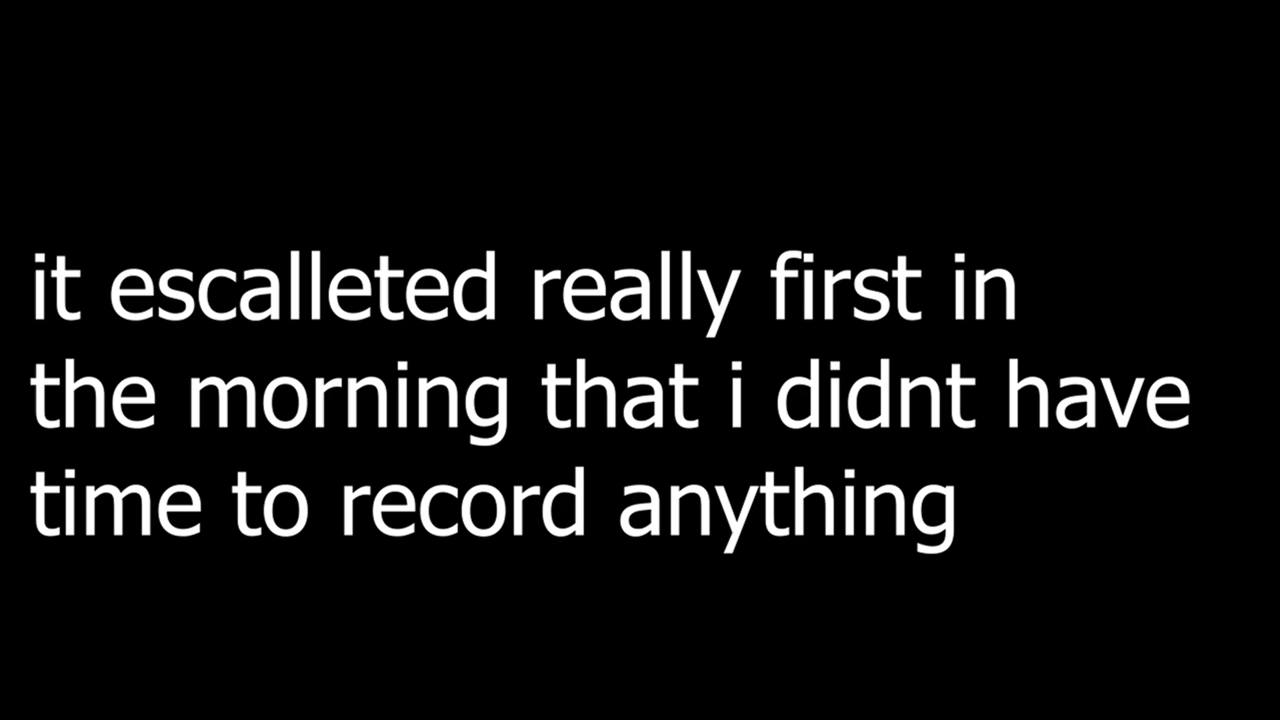 it escalleted really first in
the morning that i didnt have
time to record anything